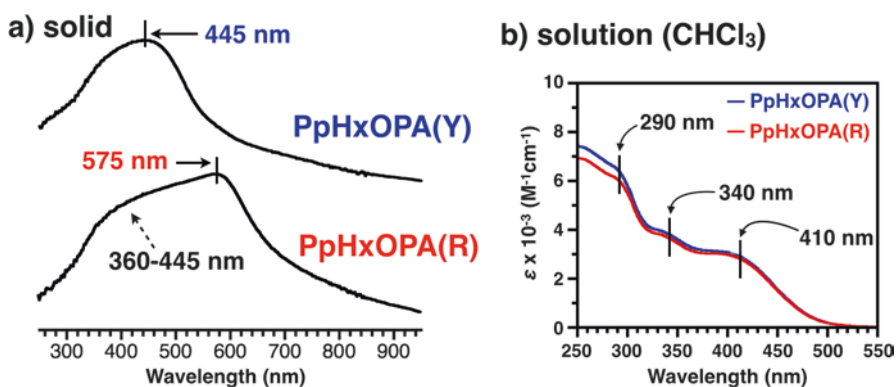 a) solid
445 nm
PpHxOPA(Y)
575 nm
PpHxOPA(R)
360-445 nm
300 400 500 600 700 800 900
Wavelength (nm)
b) solution (CHCl₃)
10
8
6
4
2
0
ε x 10⁻³ (M⁻¹cm⁻¹)
PpHxOPA(Y)
PpHxOPA(R)
290 nm
340 nm
410 nm
250 300 350 400 450 500 550
Wavelength (nm)